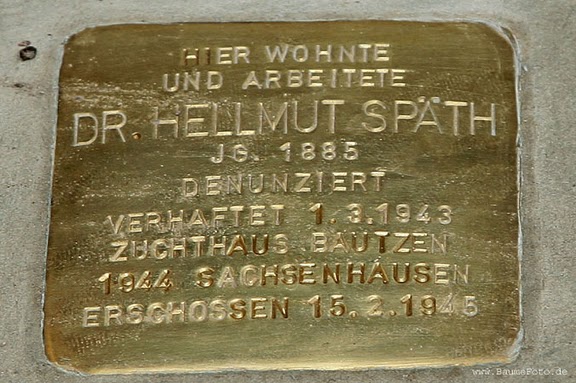 HIER WOHNTE
UND ARBEITETE
DR. HELLMUT SPÄTH
JG. 1885
DENUNZIERT
VERHAFTET 1.3.1943
ZUCHTHAUS BAUTZEN
1944 SACHSENHAUSEN
ERSCHOSSEN 15.2.1945
www.BaumsFoto.de